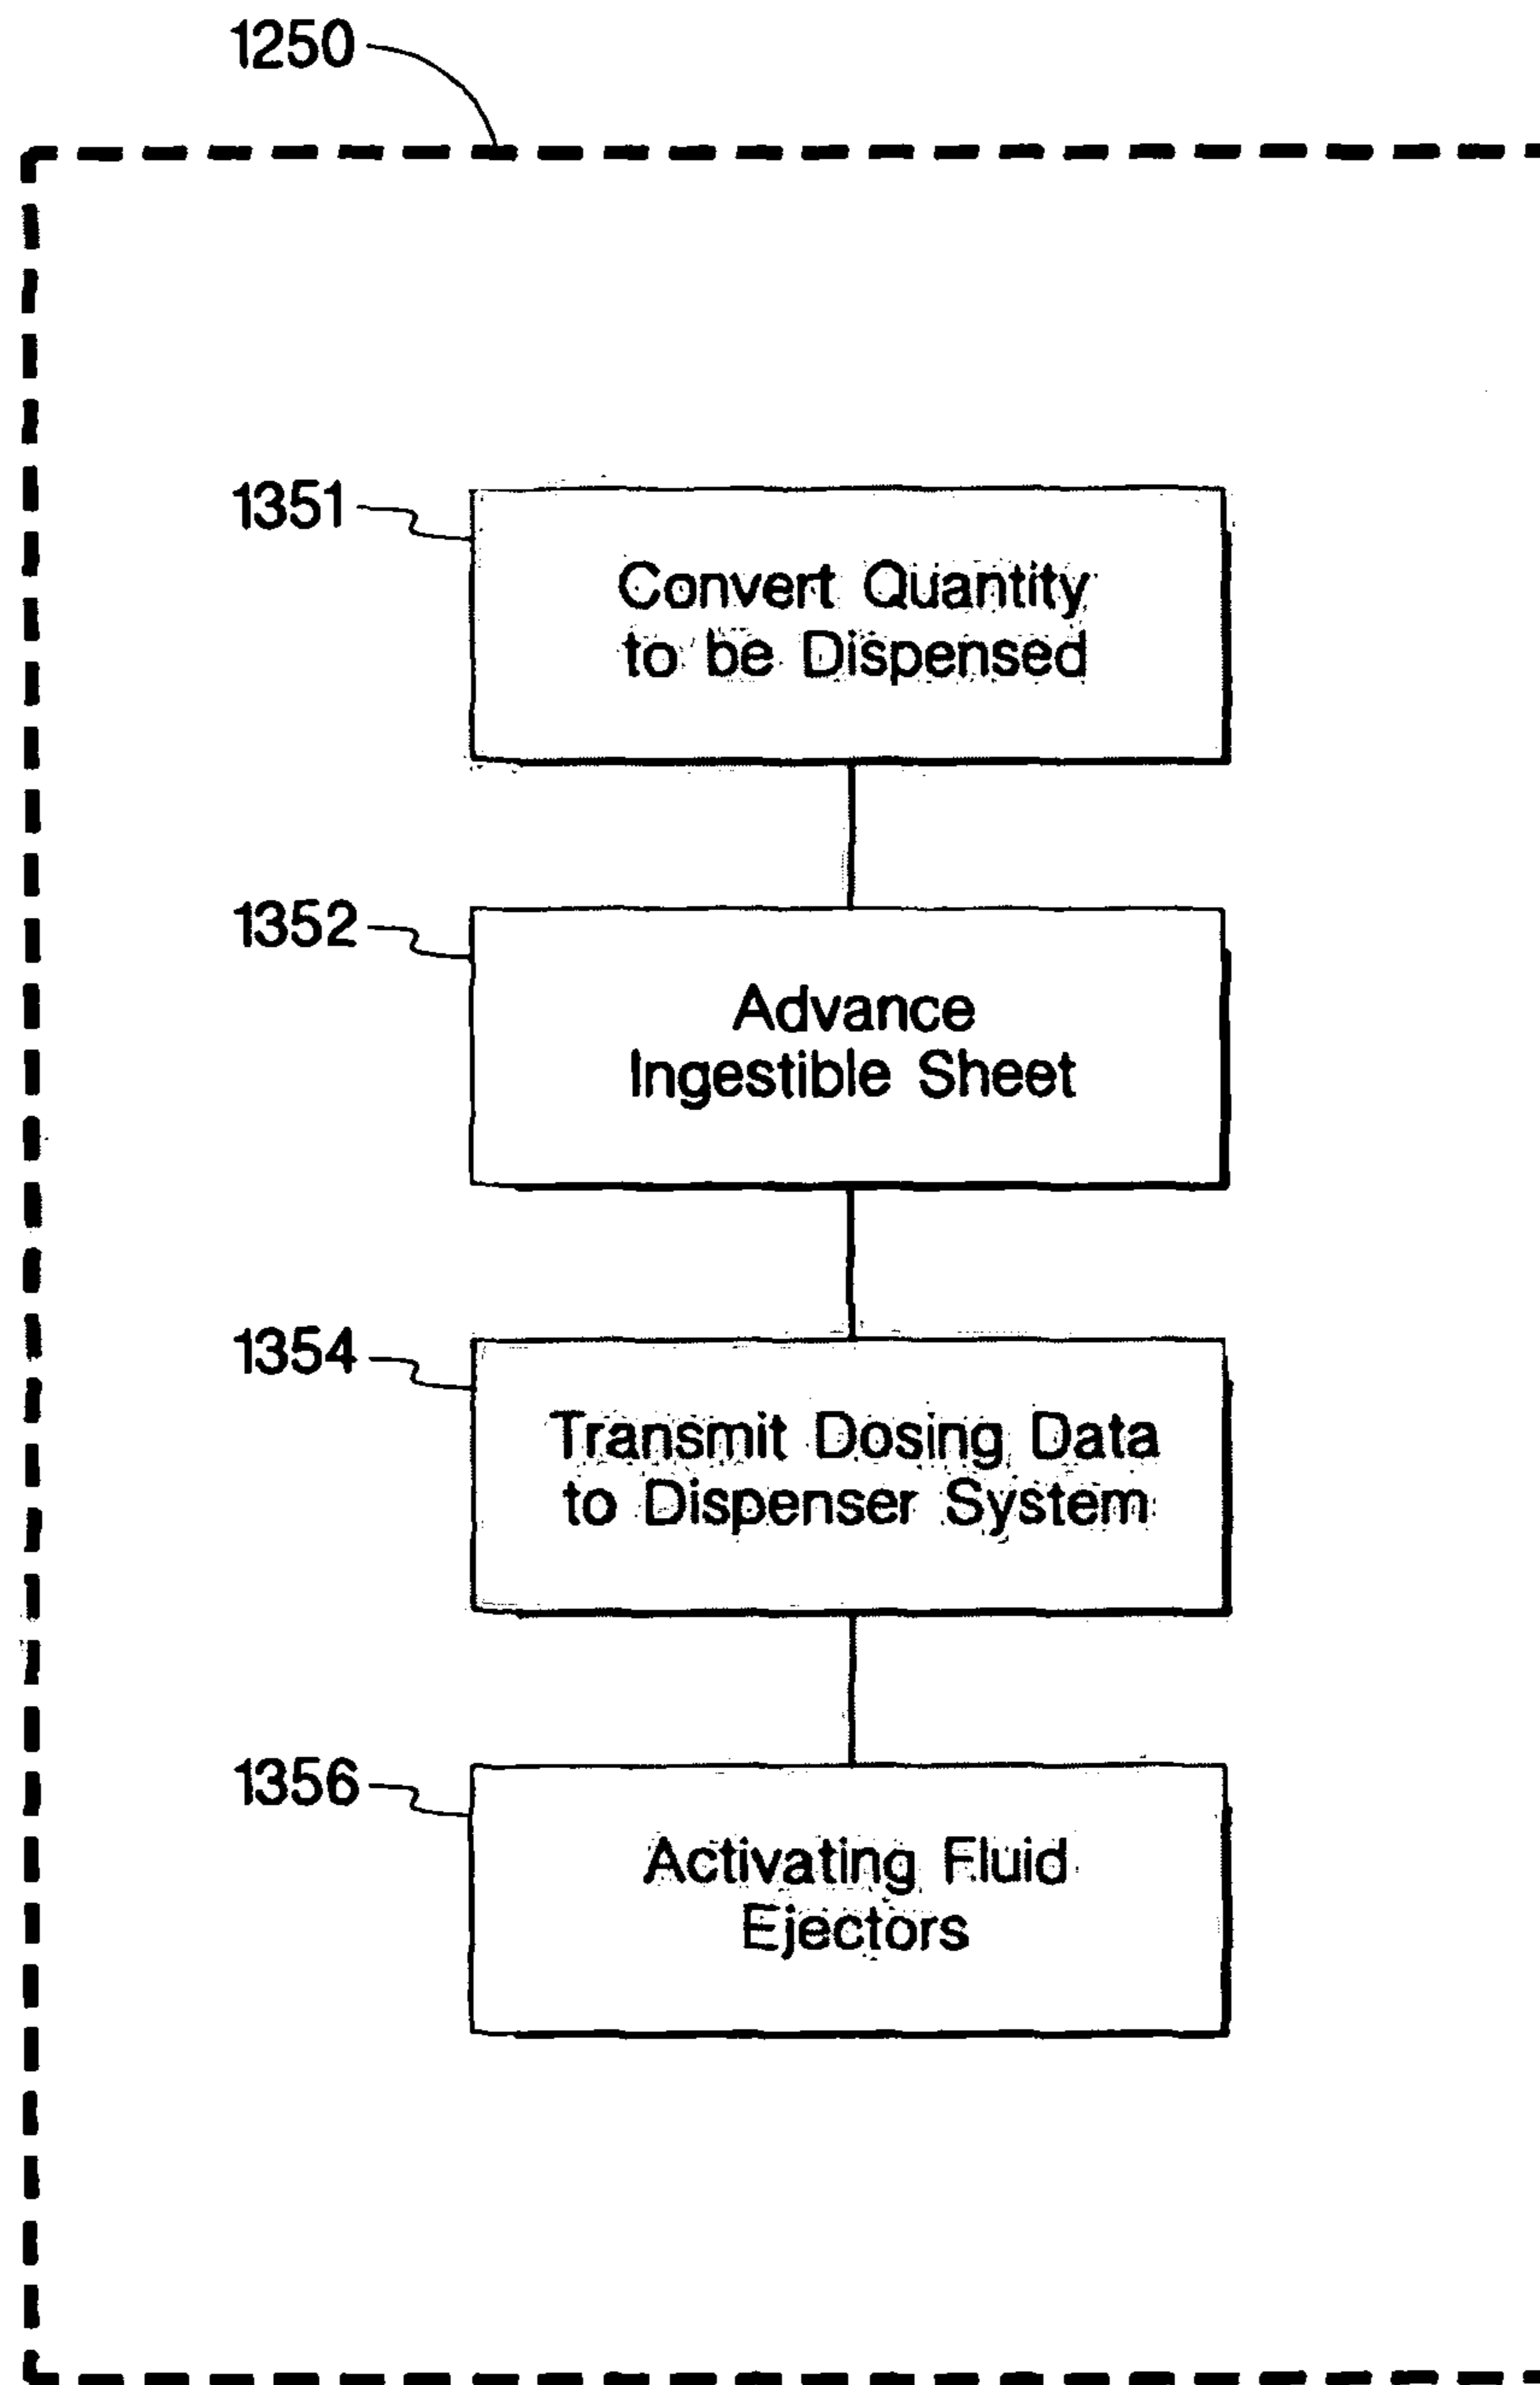 1250
1351
Convert Quantity
to be Dispensed
1352
Advance
Ingestible Sheet
1354
Transmit Dosing Data
to Dispenser System
1356
Activating Fluid
Ejectors